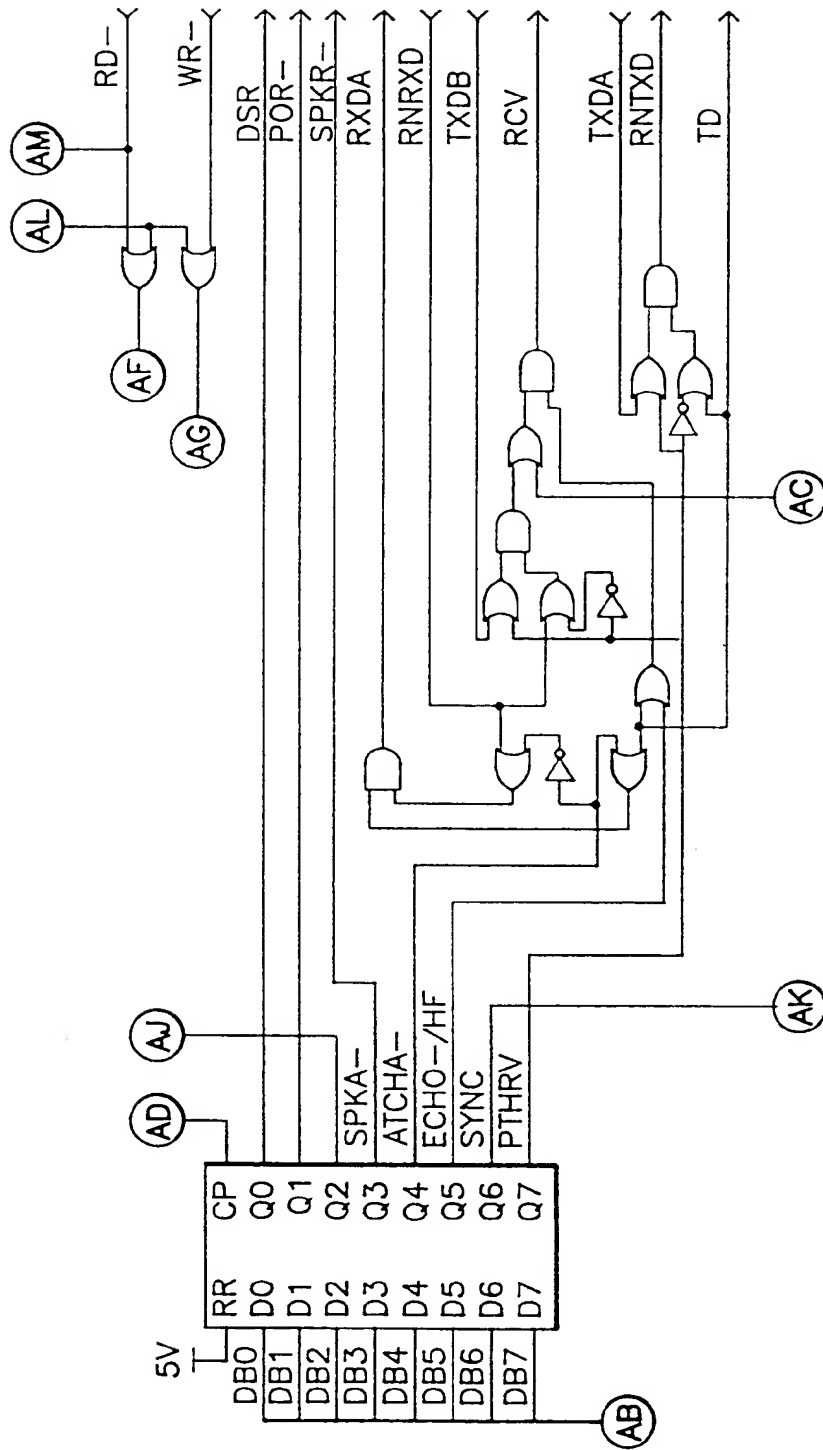 RD-
AM
WR-
AL
AF
AG
DSR
POR-
SPKR-
RXDA
RNRXD
TXDB
RCV
TXDA
RNTXD
TD
AC
AJ
AD
SPKA-
ATCHA-
ECHO-/HF
SYNC
PTHRV
AK
5V
RR CP
DB0 D0 Q0
DB1 D1 Q1
DB2 D2 Q2
DB3 D3 Q3
DB4 D4 Q4
DB5 D5 Q5
DB6 D6 Q6
DB7 D7 Q7
AB